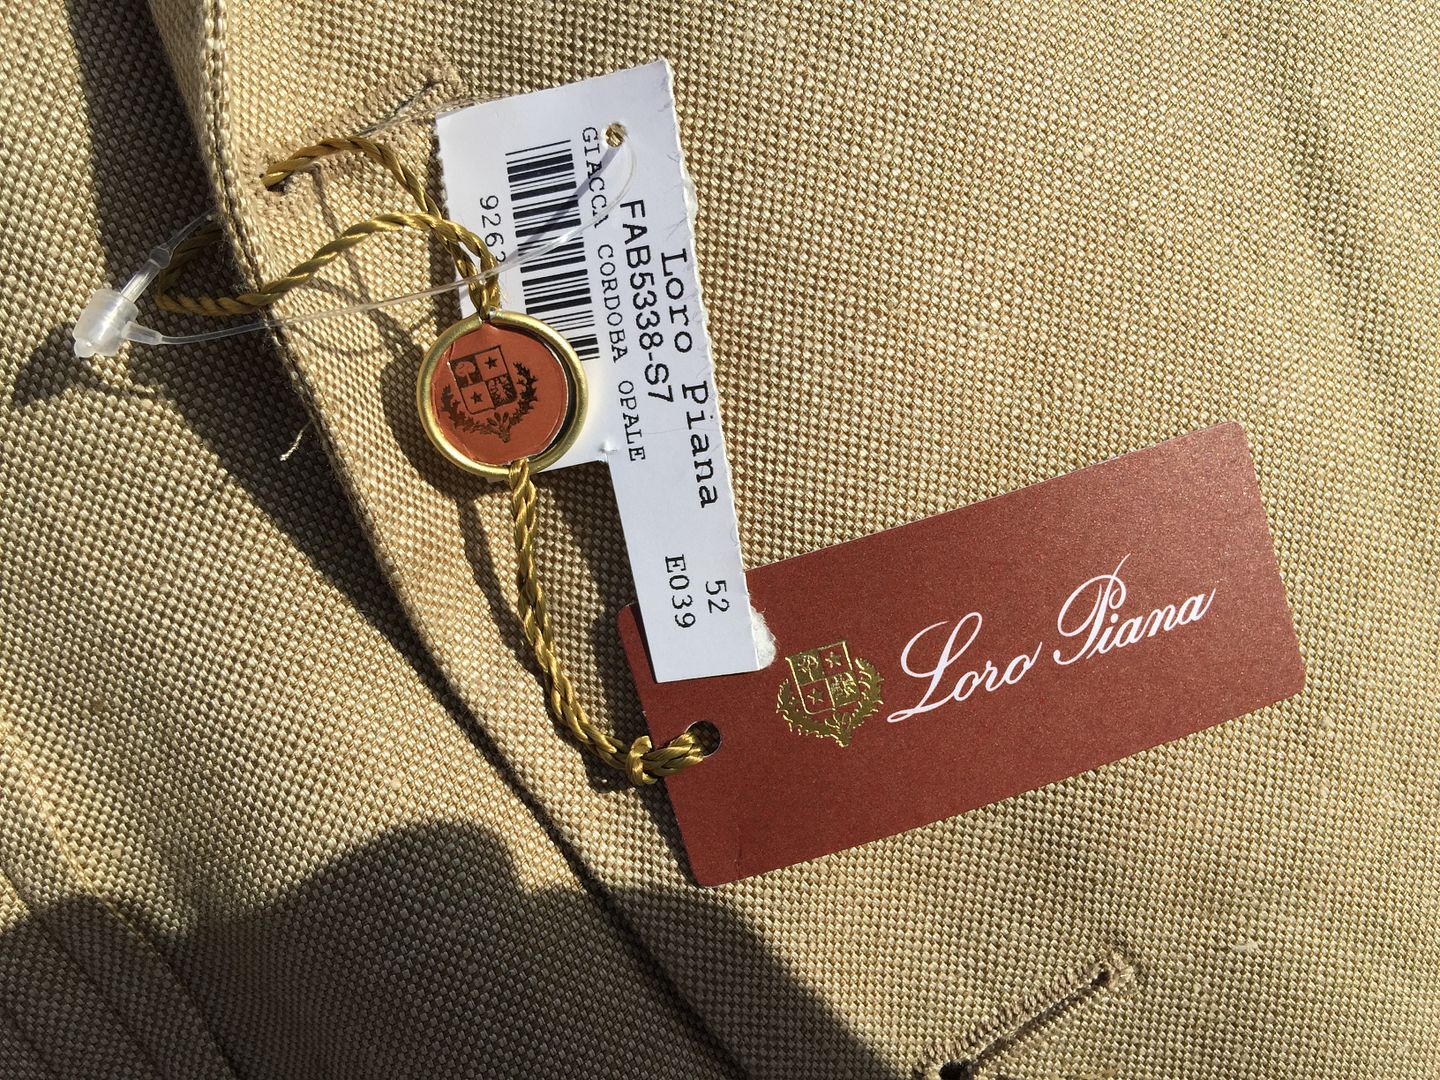 Loro Piana
52
FAB5338-S7
E039
GIACCA CORDOBA OPALE
Loro Piana